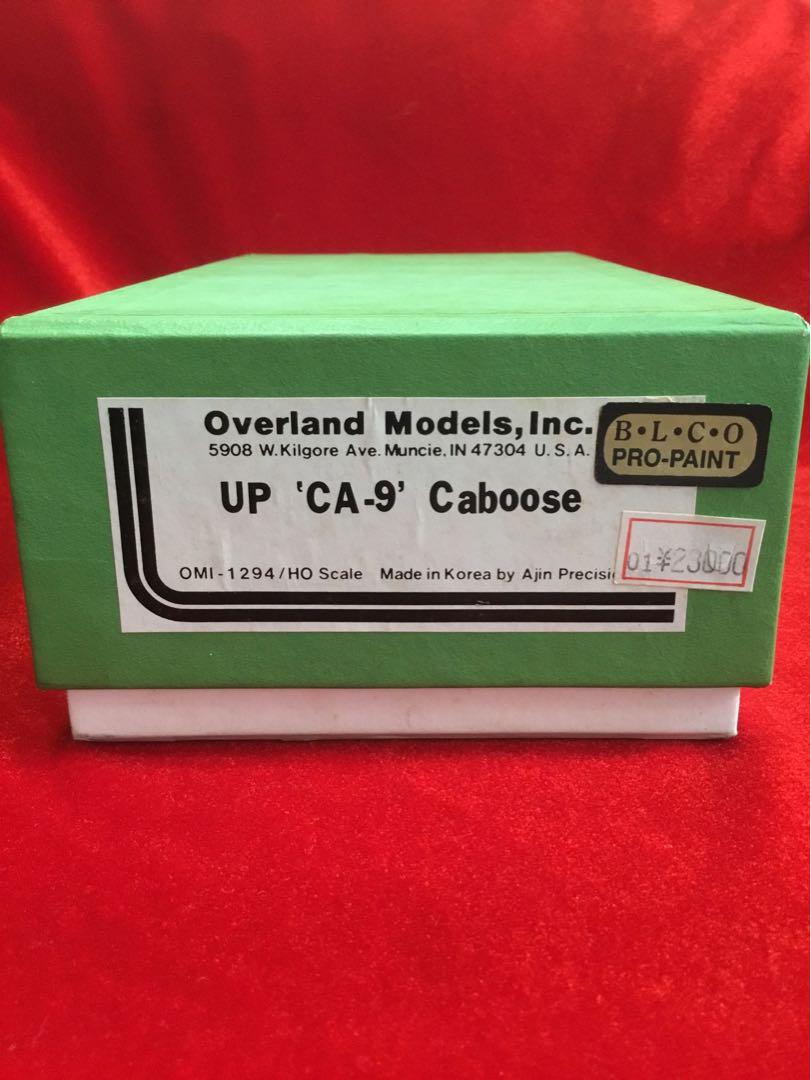 Overland Models, Inc.
5908 W. Kilgore Ave. Muncie, IN 47304 U. S. A.
B•L•C•O
PRO-PAINT
UP 'CA-9' Caboose
OMI-1294/HO Scale Made in Korea by Ajin
01¥23000